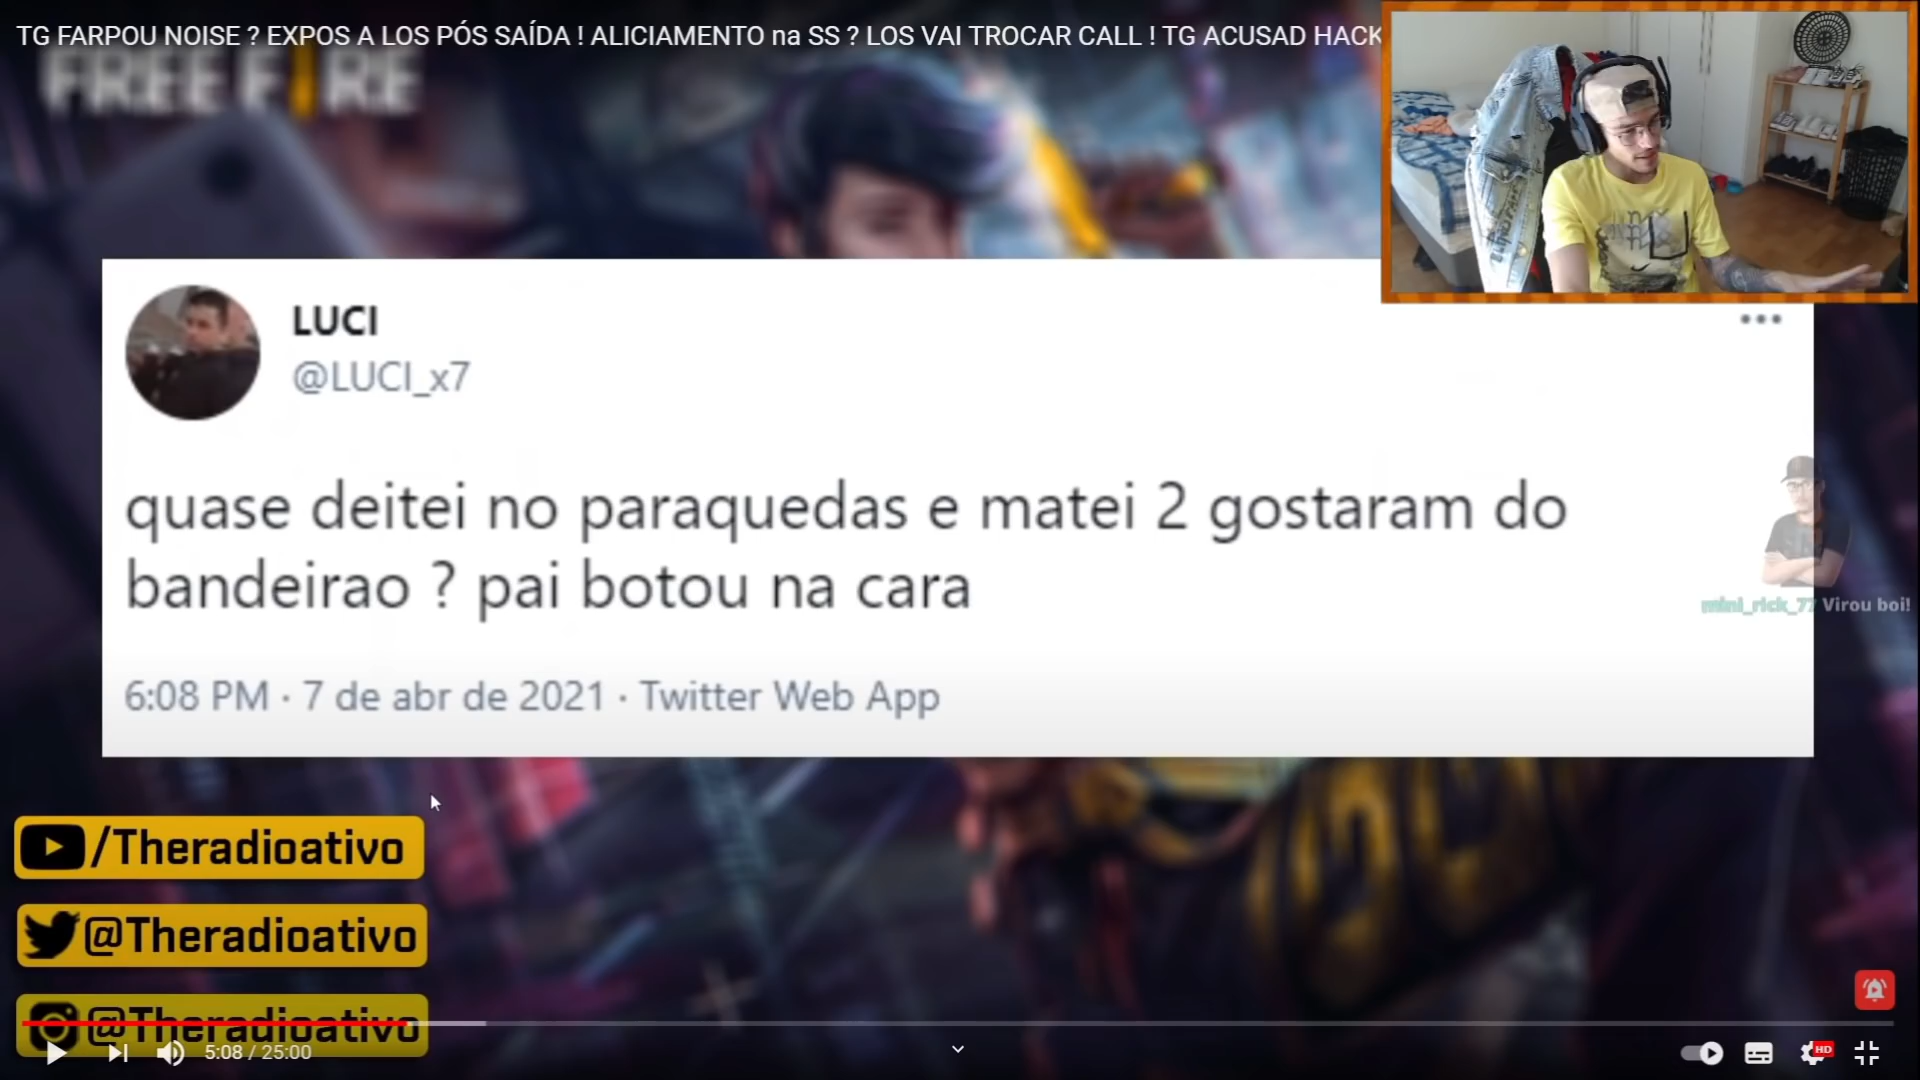 TG FARPOU NOISE ? EXPOS A LOS PÓS SAÍDA ! ALICIAMENTO na SS ? LOS VAI TROCAR CALL ! TG ACUSAD HACK
FREE FIRE
LUCI
@LUCI_x7
quase deitei no paraquedas e matei 2 gostaram do
bandeirao ? pai botou na cara
6:08 PM · 7 de abr de 2021 · Twitter Web App
mini_rick_77 Virou boi!
/Theradioativo
@Theradioativo
@Theradioativo
5:08 / 25:00
HD